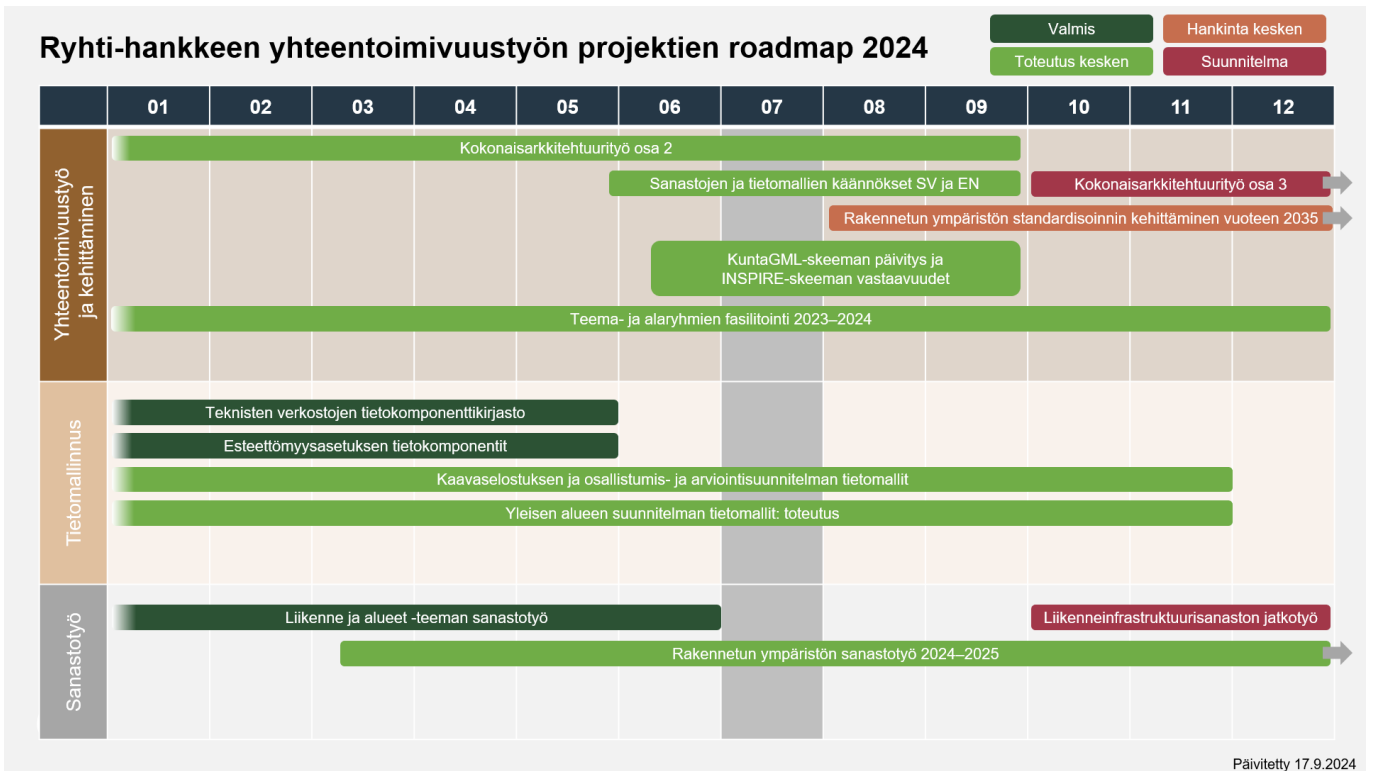 Ryhti-hankkeen yhteentoimivuustyön projektien roadmap 2024
Valmis
Hankinta kesken
Toteutus kesken
Suunnitelma
01 02 03 04 05 06 07 08 09 10 11 12
Yhteentoimivuustyö
ja kehittäminen
Kokonaisarkkitehtuurityö osa 2
Sanastojen ja tietomallien käännökset SV ja EN
Kokonaisarkkitehtuurityö osa 3
Rakennetun ympäristön standardisoinnin kehittäminen vuoteen 2035
KuntaGML-skeeman päivitys ja
INSPIRE-skeeman vastaavuudet
Teema- ja alaryhmien fasilitointi 2023–2024
Tietomallinnus
Teknisten verkostojen tietokomponenttikirjasto
Esteettömyysasetuksen tietokomponentit
Kaavaselostuksen ja osallistumis- ja arviointisuunnitelman tietomallit
Yleisen alueen suunnitelman tietomallit: toteutus
Sanastotyö
Liikenne ja alueet -teeman sanastotyö
Liikenneinfrastruktuurisanaston jatkotyö
Rakennetun ympäristön sanastotyö 2024–2025
Päivitetty 17.9.2024